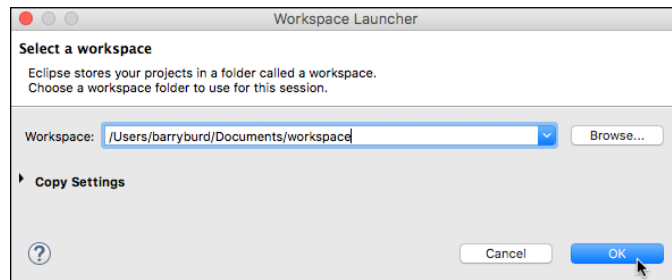 Workspace Launcher
Select a workspace
Eclipse stores your projects in a folder called a workspace.
Choose a workspace folder to use for this session.
Workspace: /Users/barryburd/Documents/workspace Browse...
Copy Settings
? Cancel OK